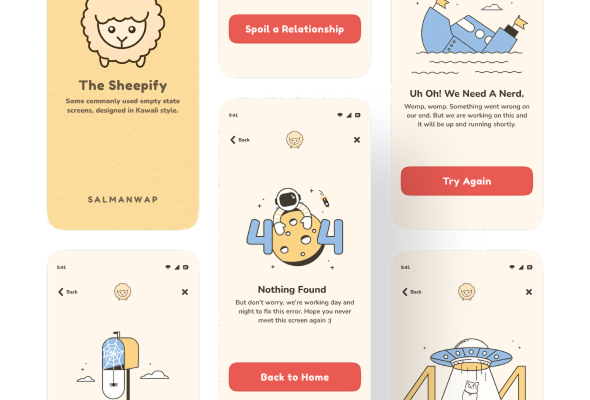 The Sheepify
Some commonly used empty state
screens, designed in Kawaii style.
SALMANWAP
9:41
Back
Spoil a Relationship
9:41
Back
4 4
Nothing Found
But don't worry, we're working day and
night to fix this error. Hope you never
meet this screen again :)
Back to Home
Uh Oh! We Need A Nerd.
Womp, womp. Something went wrong on
our end. But we are working on this and
it will be up and running shortly.
Try Again
9:41
Back
4 4